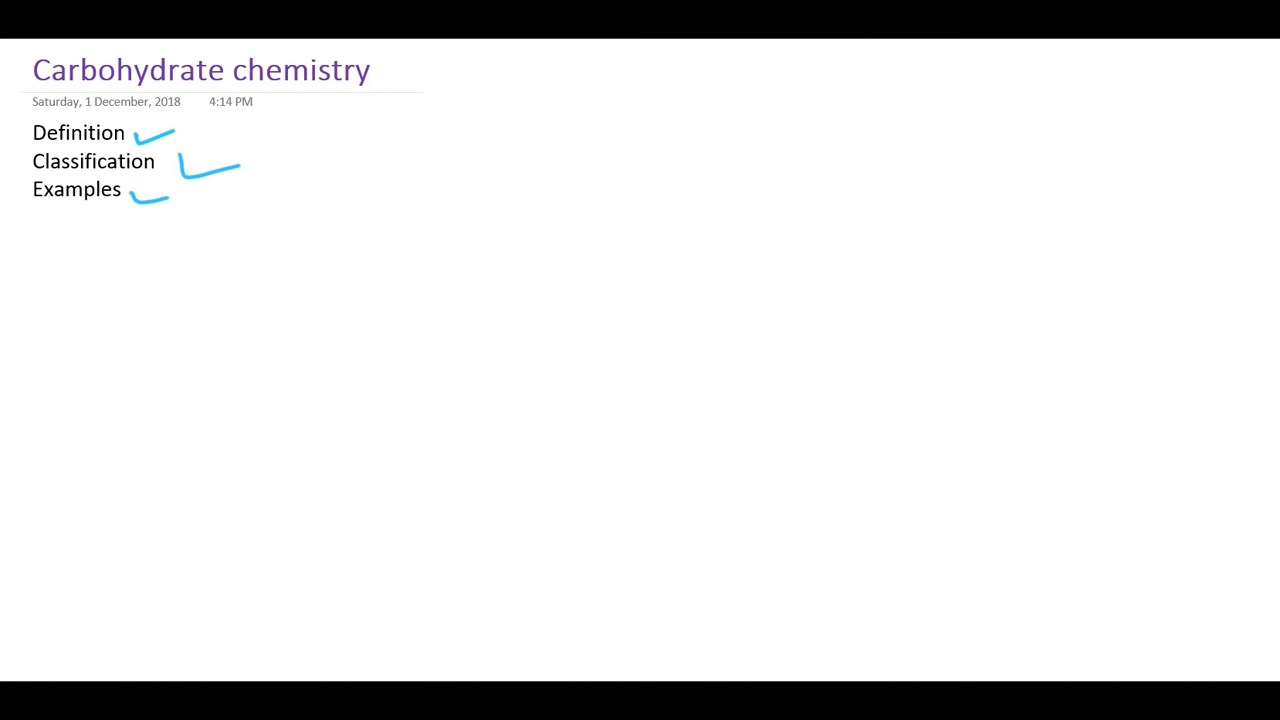 Carbohydrate chemistry
Saturday, 1 December, 2018 4:14 PM
Definition
Classification
Examples